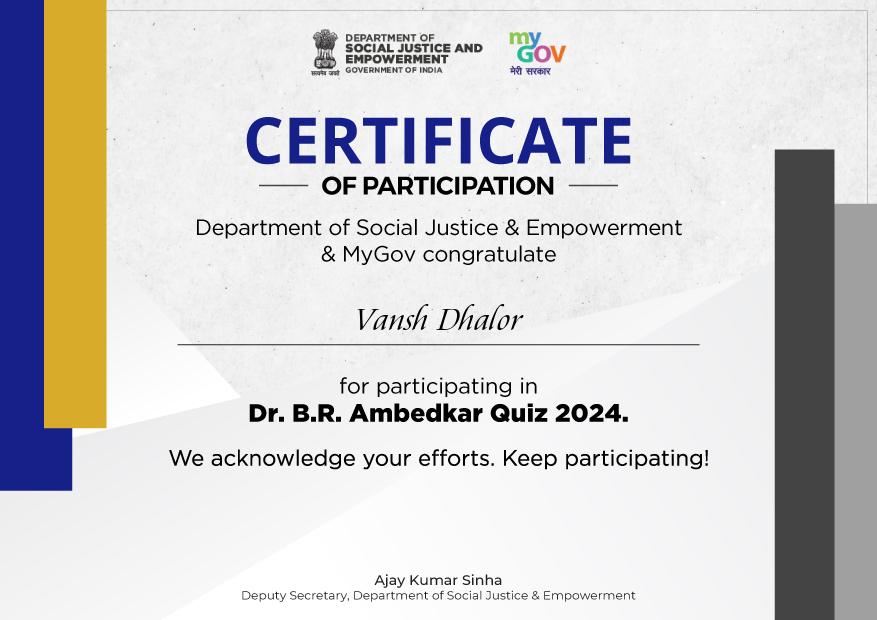 DEPARTMENT OF
SOCIAL JUSTICE AND
EMPOWERMENT
GOVERNMENT OF INDIA
सत्यमेव जयते
my
GOV
मेरी सरकार
CERTIFICATE
OF PARTICIPATION
Department of Social Justice & Empowerment
& MyGov congratulate
Vansh Dhalor
for participating in
Dr. B.R. Ambedkar Quiz 2024.
We acknowledge your efforts. Keep participating!
Ajay Kumar Sinha
Deputy Secretary, Department of Social Justice & Empowerment